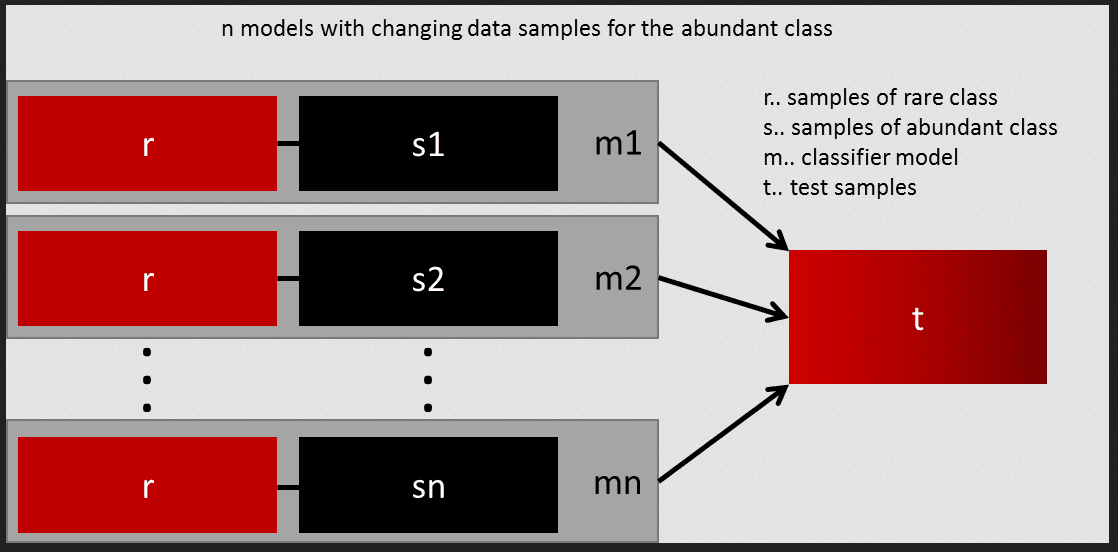 n models with changing data samples for the abundant class
r.. samples of rare class
s.. samples of abundant class
m.. classifier model
t.. test samples
r s1 m1
r s2 m2
t
r sn mn